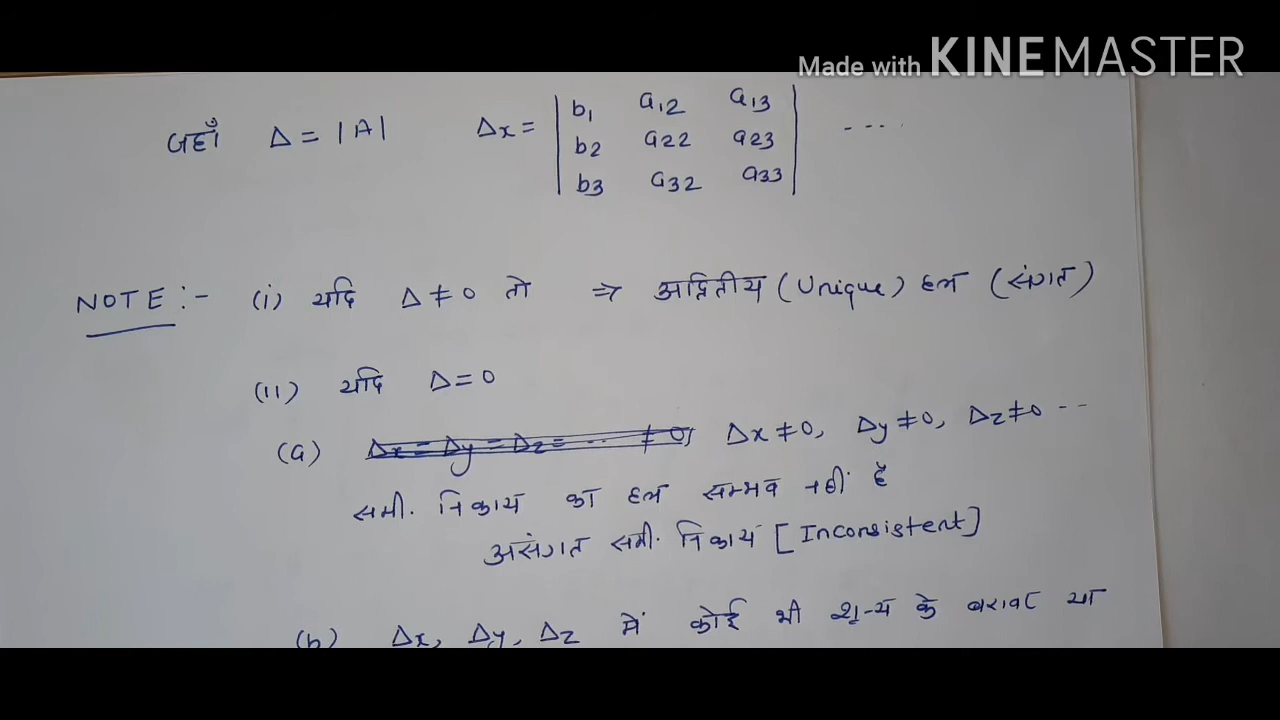 Made with KINEMASTER
जहाँ Δ = |A| Δx = | b1 a12 a13 | ----
| b2 a22 a23 |
| b3 a32 a33 |
NOTE :- (i) यदि Δ ≠ 0 तो ⇒ अद्वितीय (Unique) हल (संगत)
(ii) यदि Δ = 0
(a) Δx = Δy = Δz = --- ≠ 0, Δx ≠ 0, Δy ≠ 0, Δz ≠ 0 --
समी. निकाय का हल सम्भव नहीं है
असंगत समी. निकाय [Inconsistent]
(b) Δx, Δy, Δz में कोई भी शून्य के बराबर या